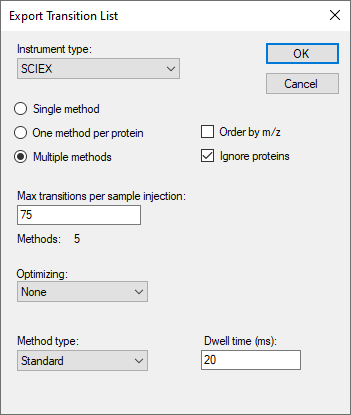 Export Transition List
Instrument type:
SCIEX
OK
Cancel
Single method
One method per protein
Order by m/z
Multiple methods
Ignore proteins
Max transitions per sample injection:
75
Methods: 5
Optimizing:
None
Method type:
Dwell time (ms):
Standard
20